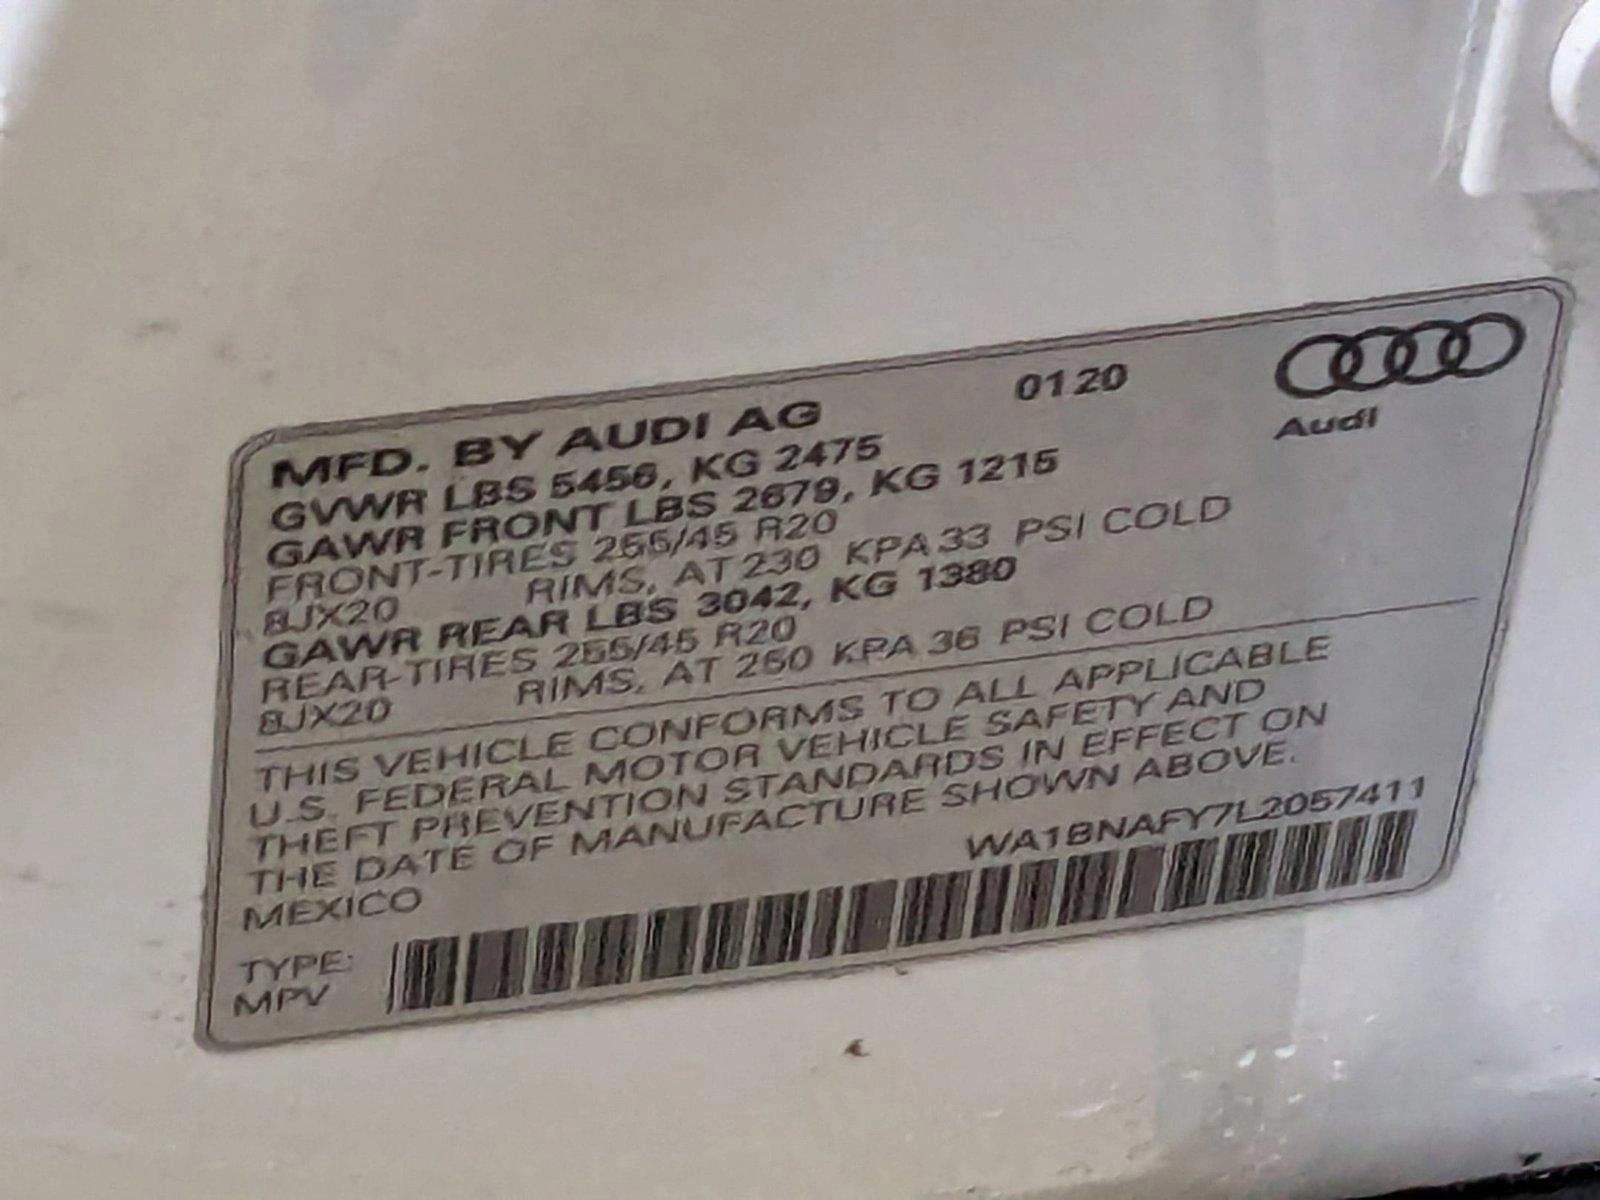 MFD. BY AUDI AG 01.20
Audi
GVWR LBS 5456, KG 2475
GAWR FRONT LBS 2679, KG 1215
FRONT-TIRES 255/45 R20
8JX20 RIMS, AT 230 KPA 33 PSI COLD
GAWR REAR LBS 3042, KG 1380
REAR-TIRES 255/45 R20
8JX20 RIMS, AT 250 KPA 36 PSI COLD
THIS VEHICLE CONFORMS TO ALL APPLICABLE
U.S. FEDERAL MOTOR VEHICLE SAFETY AND
THEFT PREVENTION STANDARDS IN EFFECT ON
THE DATE OF MANUFACTURE SHOWN ABOVE.
MEXICO WA1BNAFY7L2057411
TYPE:
MPV